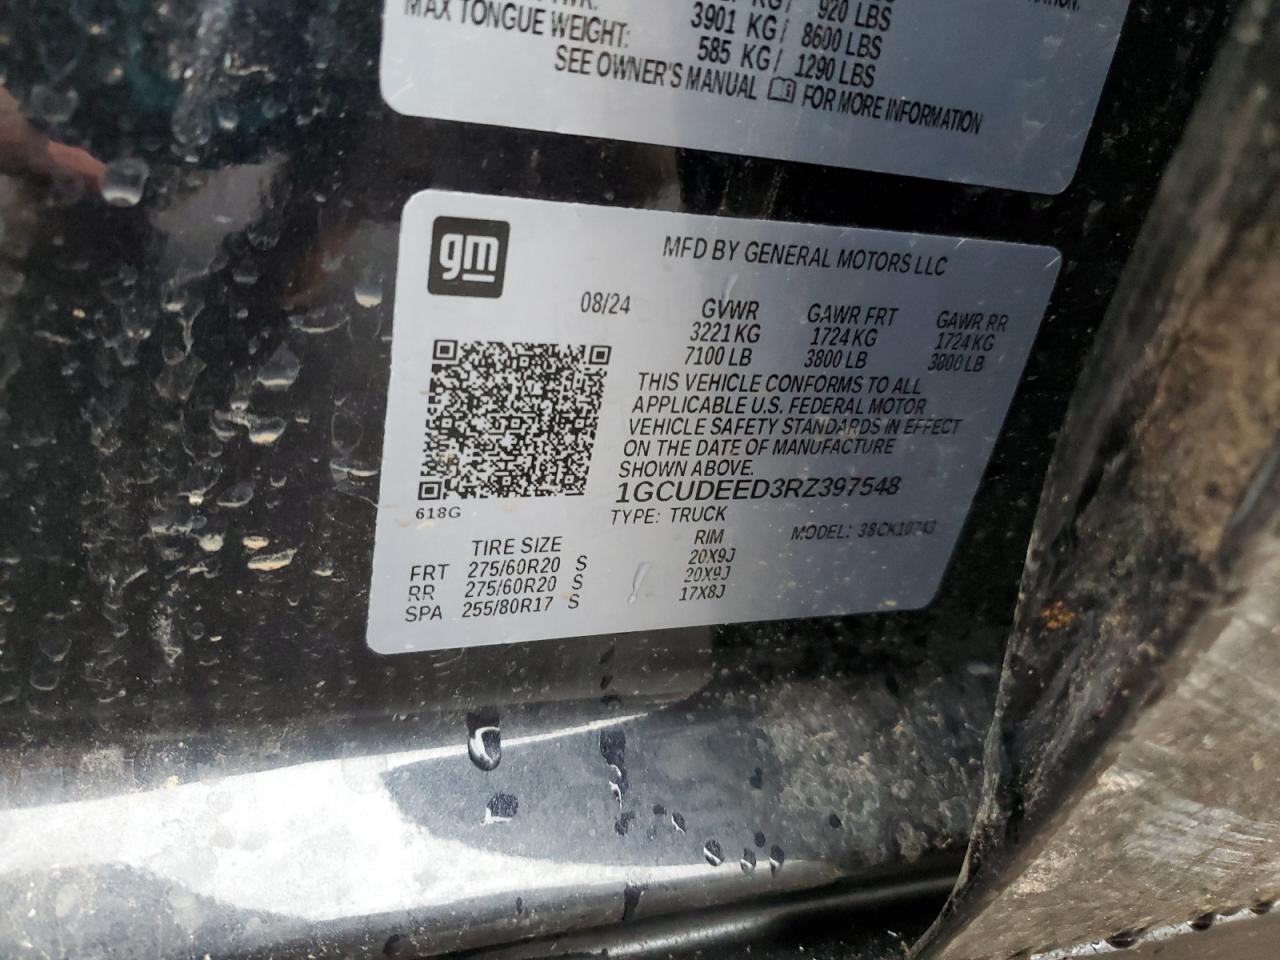 920 LBS
3901 KG / 8600 LBS
MAX TONGUE WEIGHT: 585 KG / 1290 LBS
SEE OWNER'S MANUAL FOR MORE INFORMATION
gm
MFD BY GENERAL MOTORS LLC
08/24 GVWR GAWR FRT GAWR RR
3221 KG 1724 KG 1724 KG
7100 LB 3800 LB 3800 LB
THIS VEHICLE CONFORMS TO ALL
APPLICABLE U.S. FEDERAL MOTOR
VEHICLE SAFETY STANDARDS IN EFFECT
ON THE DATE OF MANUFACTURE
SHOWN ABOVE.
1GCUDEED3RZ397548
618G
TYPE: TRUCK MODEL:
TIRE SIZE RIM
FRT 275/60R20 S 20X9J
RR 275/60R20 S 20X9J
SPA 255/80R17 S 17X8J